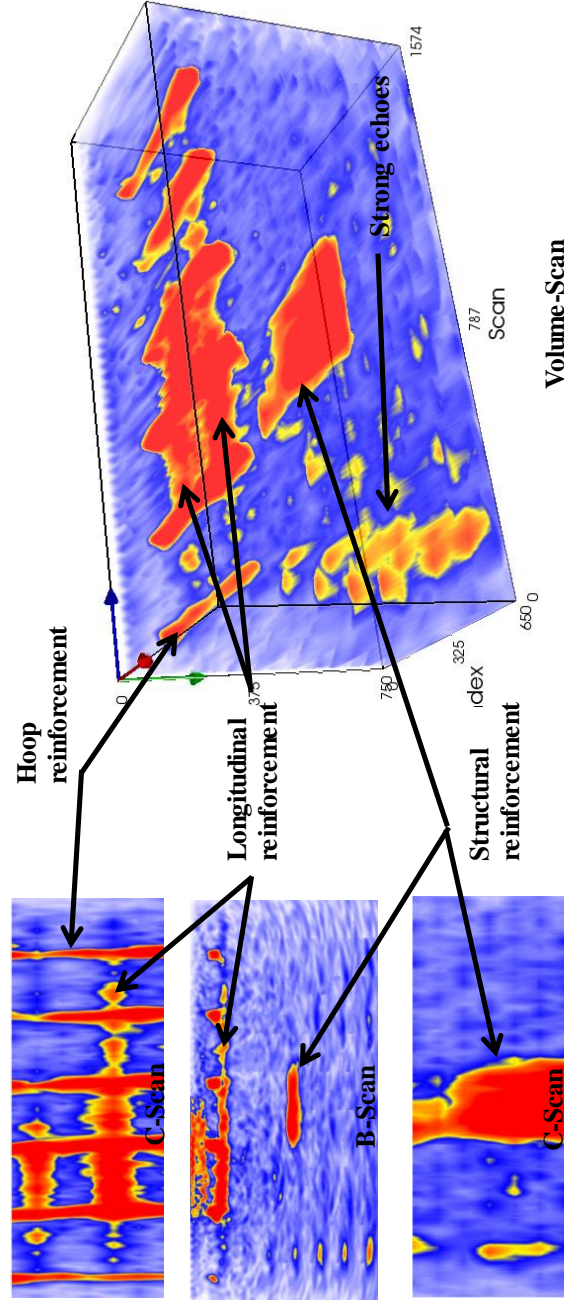 Hoop
reinforcement
C-Scan
Longitudinal
reinforcement
B-Scan
Structural
reinforcement
C-Scan
0
375
750
0
dex
325
650
0
787
Scan
1574
Strong echoes
Volume-Scan